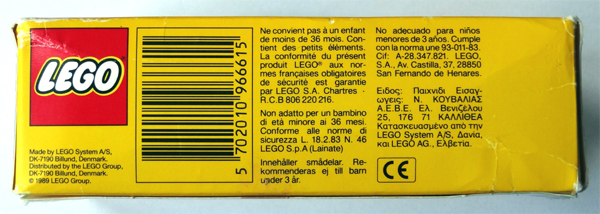 LEGO
Made by LEGO System A/S,
DK-7190 Billund, Denmark.
Distributed by the LEGO Group,
DK-7190 Billund, Denmark.
© 1989 LEGO Group
5 702010 966615
Ne convient pas à un enfant
de moins de 36 mois. Con-
tient des petits éléments.
La conformité du présent
produit LEGO® aux nor-
mes françaises obligatoires
de sécurité est garantie
par LEGO S.A. Chartres -
R.C.B 806 220 216.
Non adatto per un bambino
di età minore ai 36 mesi.
Conforme alle norme di
sicurezza L. 18.2.83 N. 46
LEGO S.p.A (Lainate)
Innehåller smådelar. Re-
kommenderas ej till barn
under 3 år.
No adecuado para niños
menores de 3 años. Cumple
con la norma une 93-011-83.
Cif: A-28.347.821. LEGO,
S.A., Av. Castilla, 37, 28850
San Fernando de Henares.
Ειδος: Παιχνιδι Εισαγ-
ωγεις: Ν. ΚΟΥΒΑΛΙΑΣ
Α.Ε.Β.Ε. Ελ. Βενιζέλου
25, 176 71 ΚΑΛΛΙΘΕΑ
Κατασκευασμένο από την
LEGO System A/S, Δανία,
και LEGO AG., Ελβετία.
CE